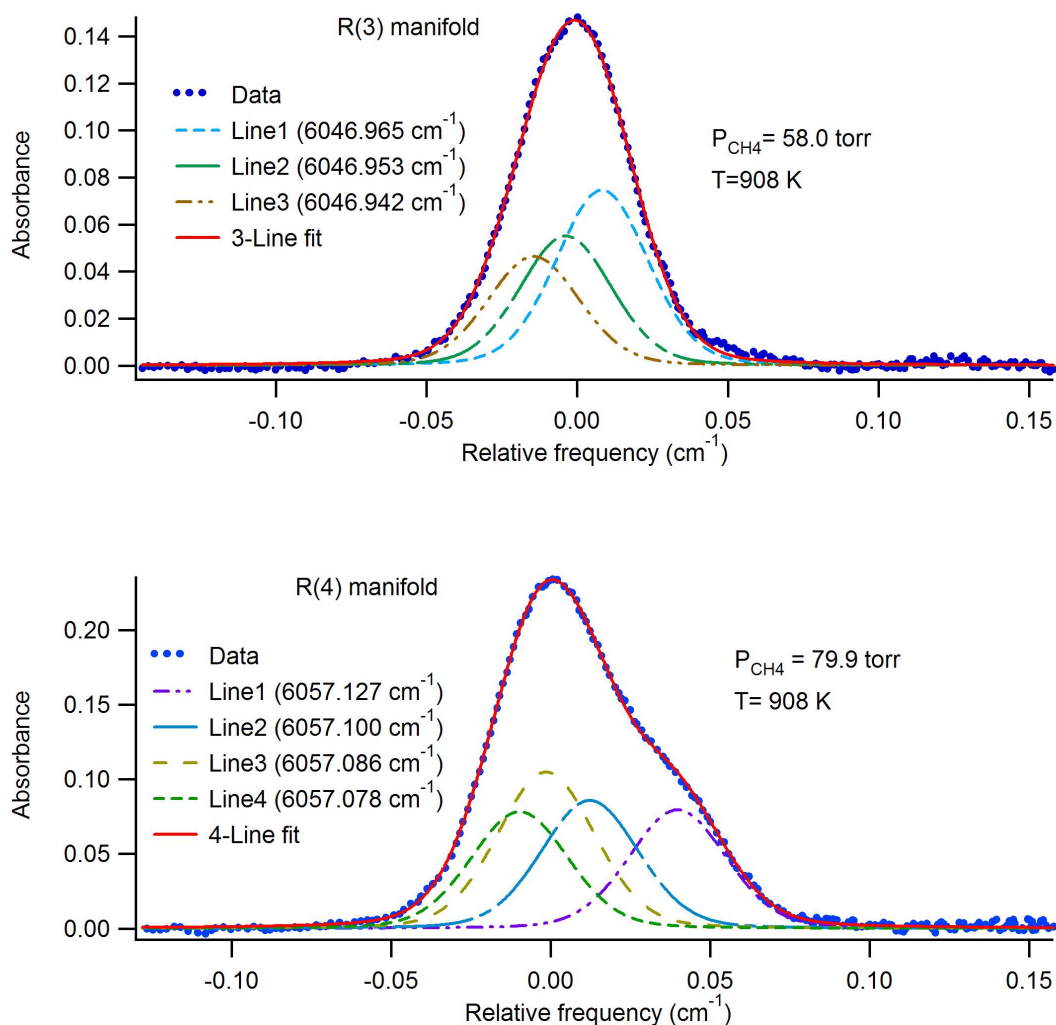 R(3) manifold
Absorbance
0.14
0.12
0.10
0.08
0.06
0.04
0.02
0.00
Data
Line1 (6046.965 cm⁻¹)
Line2 (6046.953 cm⁻¹)
Line3 (6046.942 cm⁻¹)
3-Line fit
P_CH4= 58.0 torr
T=908 K
-0.10 -0.05 0.00 0.05 0.10 0.15
Relative frequency (cm⁻¹)
R(4) manifold
Absorbance
0.20
0.15
0.10
0.05
0.00
Data
Line1 (6057.127 cm⁻¹)
Line2 (6057.100 cm⁻¹)
Line3 (6057.086 cm⁻¹)
Line4 (6057.078 cm⁻¹)
4-Line fit
P_CH4 = 79.9 torr
T= 908 K
-0.10 -0.05 0.00 0.05 0.10 0.15
Relative frequency (cm⁻¹)